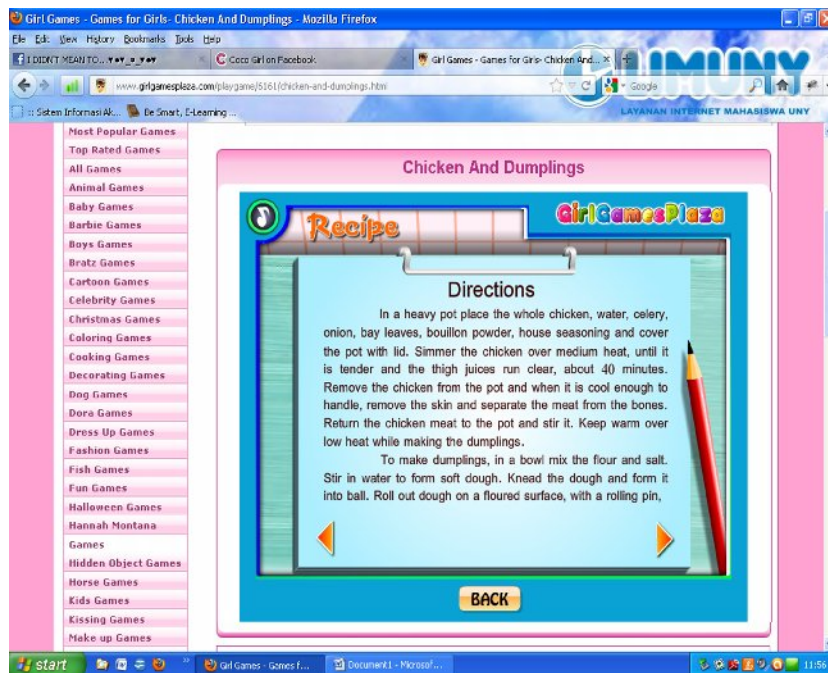 Girl Games - Games for Girls- Chicken And Dumplings - Mozilla Firefox
File Edit View History Bookmarks Tools Help
I DIDN'T MEAN TO..
Coco Girl on Facebook
Girl Games - Games for Girls- Chicken And...
LIMUNY
www.girlgamesplaza.com/playgame/5161/chicken-and-dumplings.html
Google
:: Sistem Informasi Ak...
Be Smart, E-Learning ...
LAYANAN INTERNET MAHASISWA UNY
Most Popular Games
Top Rated Games
All Games
Animal Games
Baby Games
Barbie Games
Boys Games
Bratz Games
Cartoon Games
Celebrity Games
Christmas Games
Coloring Games
Cooking Games
Decorating Games
Dog Games
Dora Games
Dress Up Games
Fashion Games
Fish Games
Fun Games
Halloween Games
Hannah Montana
Games
Hidden Object Games
Horse Games
Kids Games
Kissing Games
Make up Games
Chicken And Dumplings
Recipe
GirlGamesPlaza
Directions
In a heavy pot place the whole chicken, water, celery,
onion, bay leaves, bouillon powder, house seasoning and cover
the pot with lid. Simmer the chicken over medium heat, until it
is tender and the thigh juices run clear, about 40 minutes.
Remove the chicken from the pot and when it is cool enough to
handle, remove the skin and separate the meat from the bones.
Return the chicken meat to the pot and stir it. Keep warm over
low heat while making the dumplings.
To make dumplings, in a bowl mix the flour and salt.
Stir in water to form soft dough. Knead the dough and form it
into ball. Roll out dough on a floured surface, with a rolling pin,
BACK
start
Girl Games - Games f...
Document1 - Microsof...
11:56